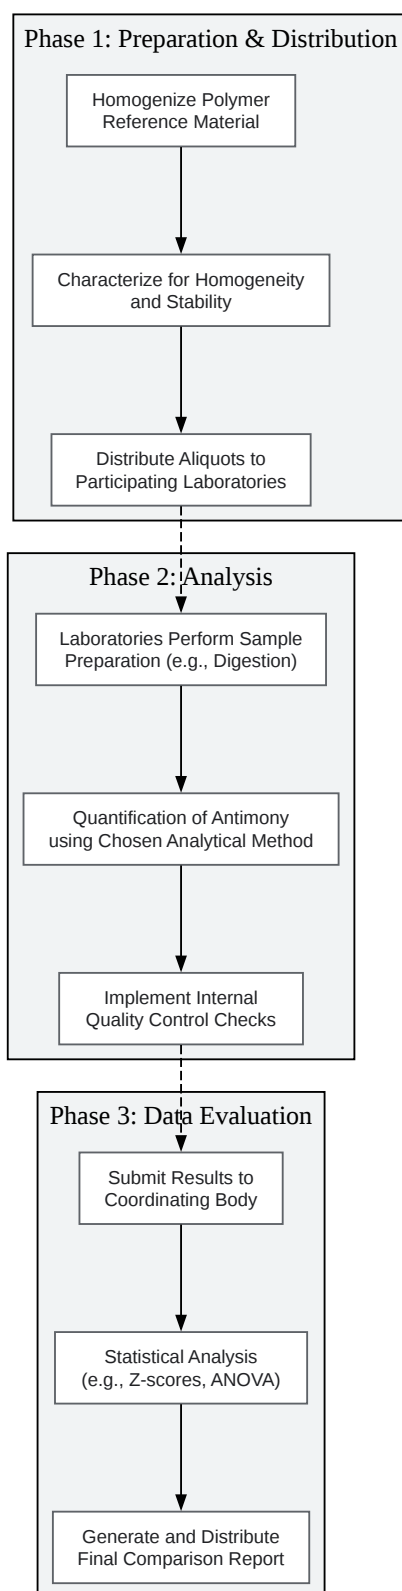 Phase 1: Preparation & Distribution
Homogenize Polymer
Reference Material
Characterize for Homogeneity
and Stability
Distribute Aliquots to
Participating Laboratories
Phase 2: Analysis
Laboratories Perform Sample
Preparation (e.g., Digestion)
Quantification of Antimony
using Chosen Analytical Method
Implement Internal
Quality Control Checks
Phase 3: Data Evaluation
Submit Results to
Coordinating Body
Statistical Analysis
(e.g., Z-scores, ANOVA)
Generate and Distribute
Final Comparison Report